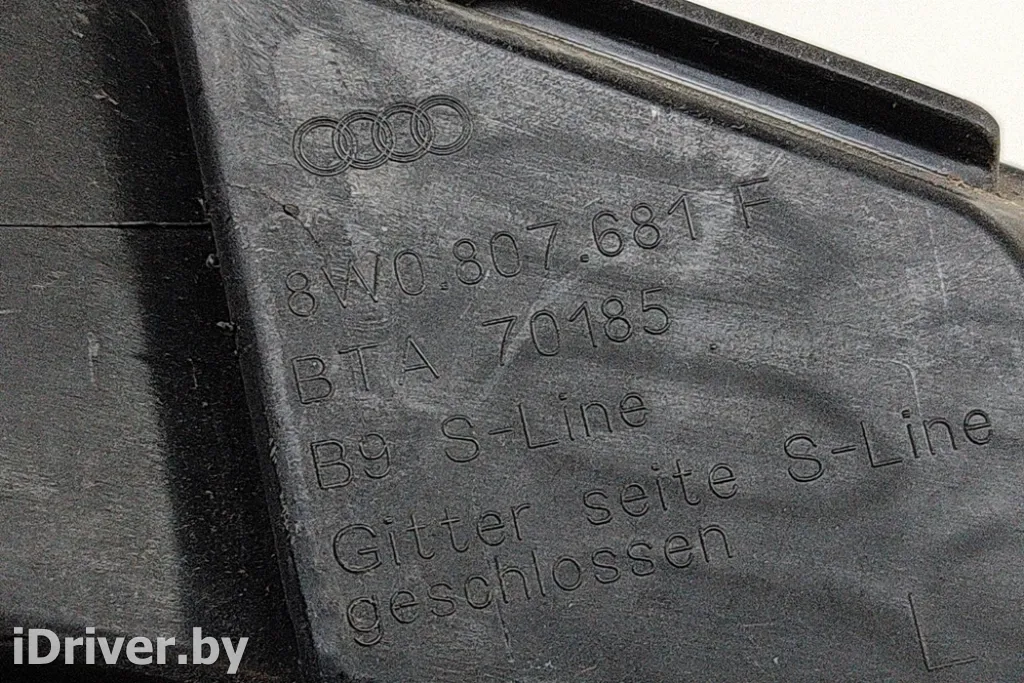 8W0.807.681 F
BTA 70185
B9 S-Line
Gitter seite S-Line
geschlossen
L
iDriver.by